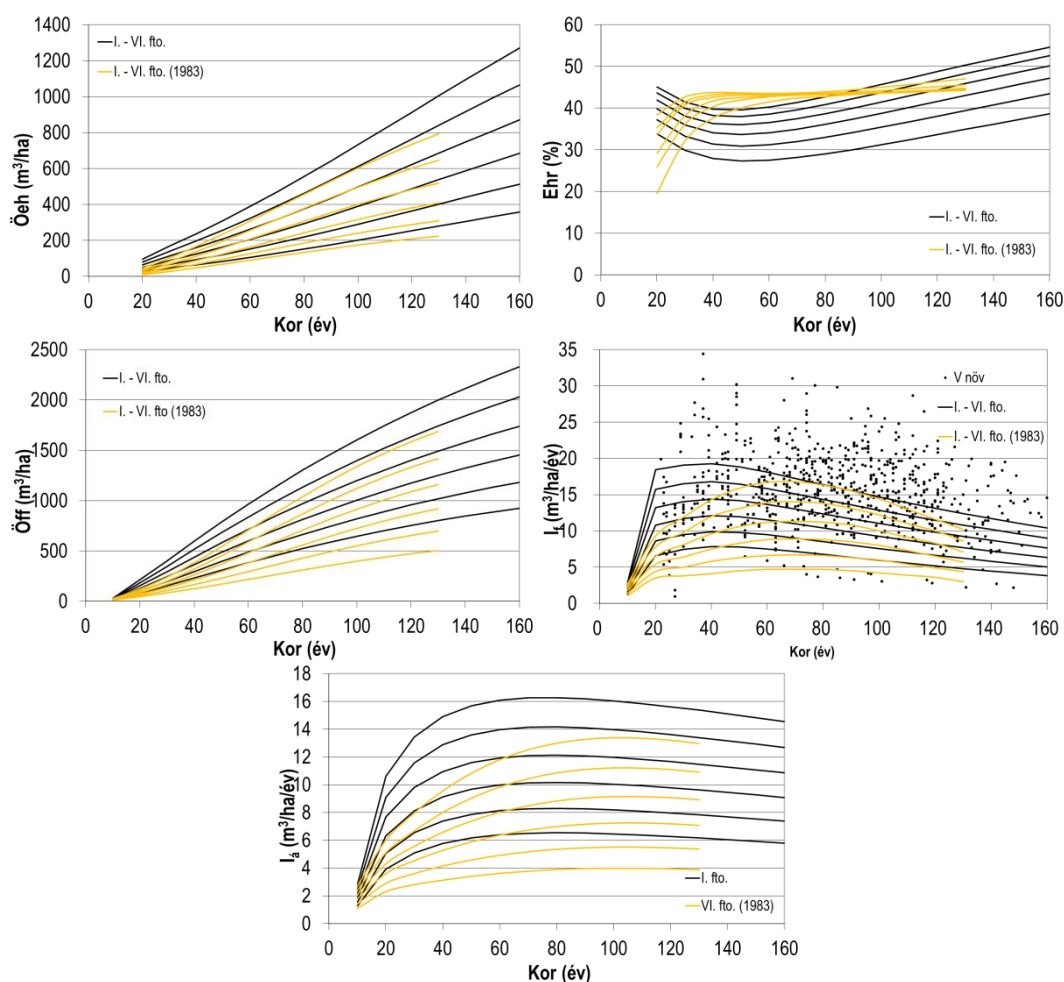 Öeh (m³/ha)
1400
1200
1000
800
600
400
200
0
I. - VI. fto.
I. - VI. fto. (1983)
0 20 40 60 80 100 120 140 160
Kor (év)
Ehr (%)
60
50
40
30
20
10
0
I. - VI. fto.
I. - VI. fto. (1983)
0 20 40 60 80 100 120 140 160
Kor (év)
Öff (m³/ha)
2500
2000
1500
1000
500
0
I. - VI. fto.
I. - VI. fto (1983)
0 20 40 60 80 100 120 140 160
Kor (év)
If (m³/ha/év)
35
30
25
20
15
10
5
0
V növ
I. - VI. fto.
I. - VI. fto. (1983)
0 20 40 60 80 100 120 140 160
Kor (év)
Iá (m³/ha/év)
18
16
14
12
10
8
6
4
2
0
I. fto.
VI. fto. (1983)
0 20 40 60 80 100 120 140 160
Kor (év)